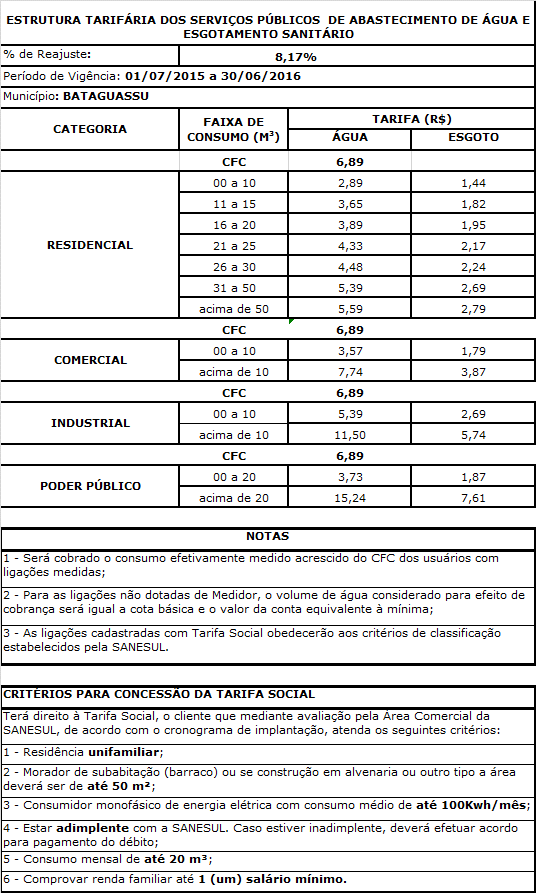 ESTRUTURA TARIFÁRIA DOS SERVIÇOS PÚBLICOS DE ABASTECIMENTO DE ÁGUA E
ESGOTAMENTO SANITÁRIO
% de Reajuste: 8,17%
Período de Vigência: 01/07/2015 a 30/06/2016
Município: BATAGUASSU
CATEGORIA FAIXA DE CONSUMO (M³) TARIFA (R$)
ÁGUA ESGOTO
CFC 6,89
RESIDENCIAL
00 a 10 2,89 1,44
11 a 15 3,65 1,82
16 a 20 3,89 1,95
21 a 25 4,33 2,17
26 a 30 4,48 2,24
31 a 50 5,39 2,69
acima de 50 5,59 2,79
CFC 6,89
COMERCIAL
00 a 10 3,57 1,79
acima de 10 7,74 3,87
CFC 6,89
INDUSTRIAL
00 a 10 5,39 2,69
acima de 10 11,50 5,74
CFC 6,89
PODER PÚBLICO
00 a 20 3,73 1,87
acima de 20 15,24 7,61
NOTAS
1 - Será cobrado o consumo efetivamente medido acrescido do CFC dos usuários com
ligações medidas;
2 - Para as ligações não dotadas de Medidor, o volume de água considerado para efeito de
cobrança será igual a cota básica e o valor da conta equivalente à mínima;
3 - As ligações cadastradas com Tarifa Social obedecerão aos critérios de classificação
estabelecidos pela SANESUL.
CRITÉRIOS PARA CONCESSÃO DA TARIFA SOCIAL
Terá direito à Tarifa Social, o cliente que mediante avaliação pela Área Comercial da
SANESUL, de acordo com o cronograma de implantação, atenda os seguintes critérios:
1 - Residência unifamiliar;
2 - Morador de subabitação (barraco) ou se construção em alvenaria ou outro tipo a área
deverá ser de até 50 m²;
3 - Consumidor monofásico de energia elétrica com consumo médio de até 100Kwh/mês;
4 - Estar adimplente com a SANESUL. Caso estiver inadimplente, deverá efetuar acordo
para pagamento do débito;
5 - Consumo mensal de até 20 m³;
6 - Comprovar renda familiar até 1 (um) salário mínimo.